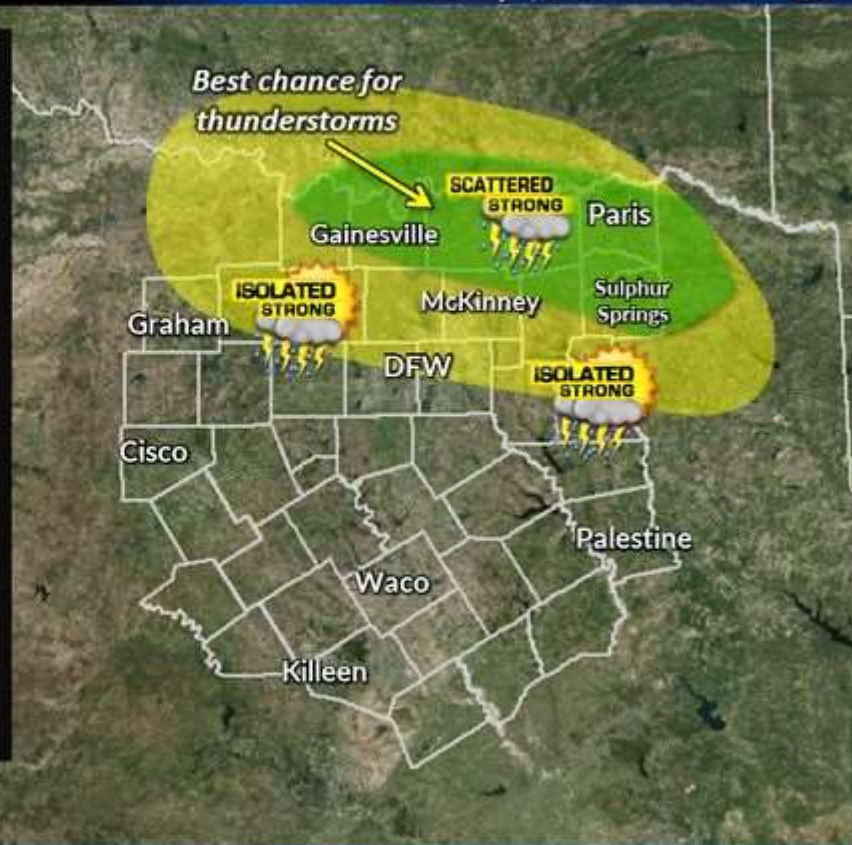 Best chance for
thunderstorms
SCATTERED
STRONG
Paris
Gainesville
ISOLATED
STRONG
McKinney
Sulphur
Springs
Graham
DFW
ISOLATED
STRONG
Cisco
Palestine
Waco
Killeen